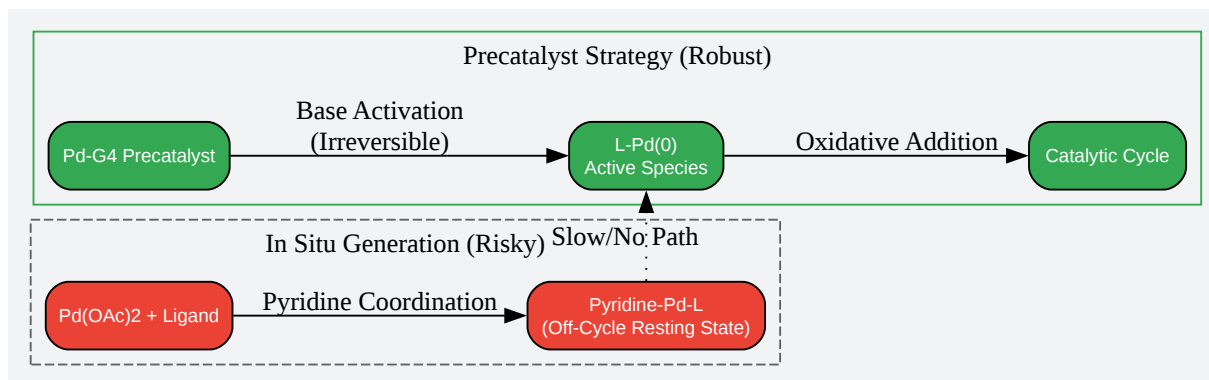 Precatalyst Strategy (Robust)
Base Activation
(Irreversible)
Pd-G4 Precatalyst
L-Pd(0)
Active Species
Oxidative Addition
Catalytic Cycle
In Situ Generation (Risky)
Slow/No Path
Pd(OAc)2 + Ligand
Pyridine Coordination
Pyridine-Pd-L
(Off-Cycle Resting State)